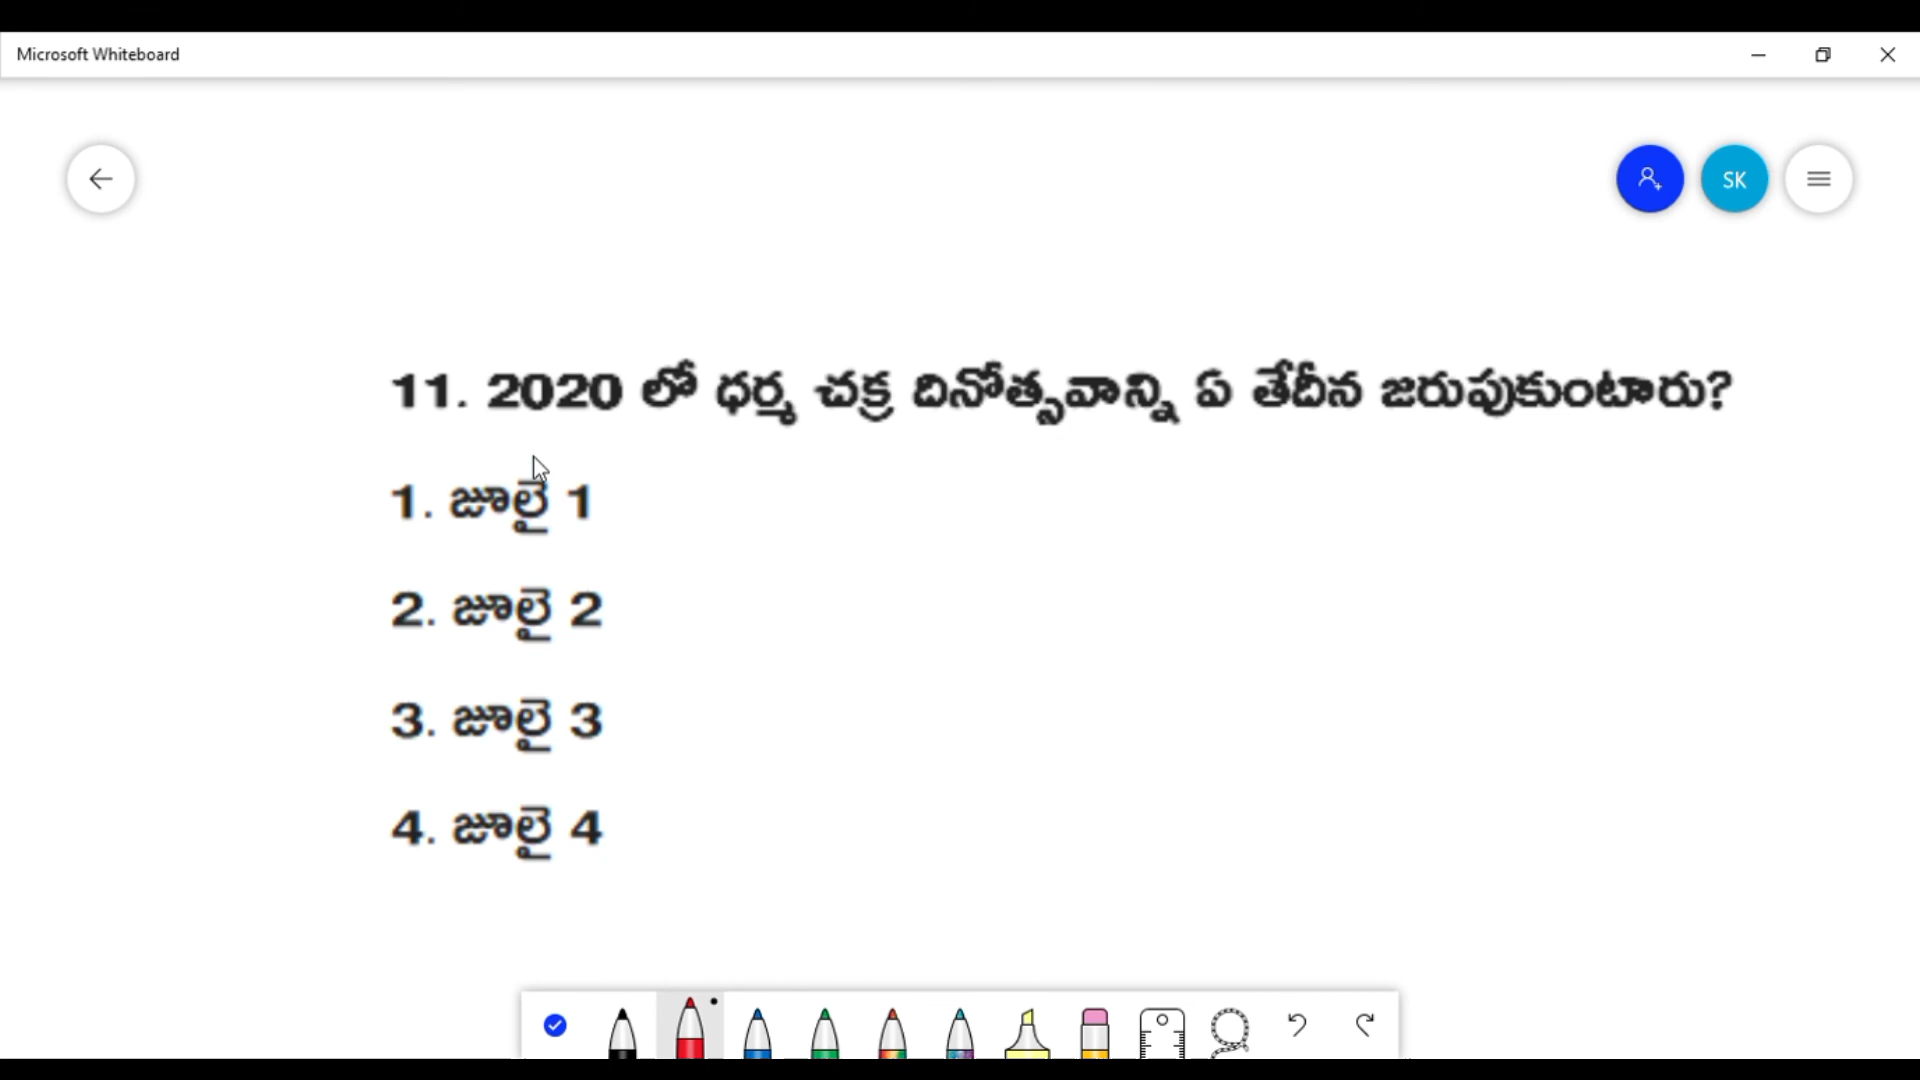 Microsoft Whiteboard
SK
11. 2020 లో ధర్మ చక్ర దినోత్సవాన్ని ఏ తేదీన జరుపుకుంటారు?
1. జూలై 1
2. జూలై 2
3. జూలై 3
4. జూలై 4